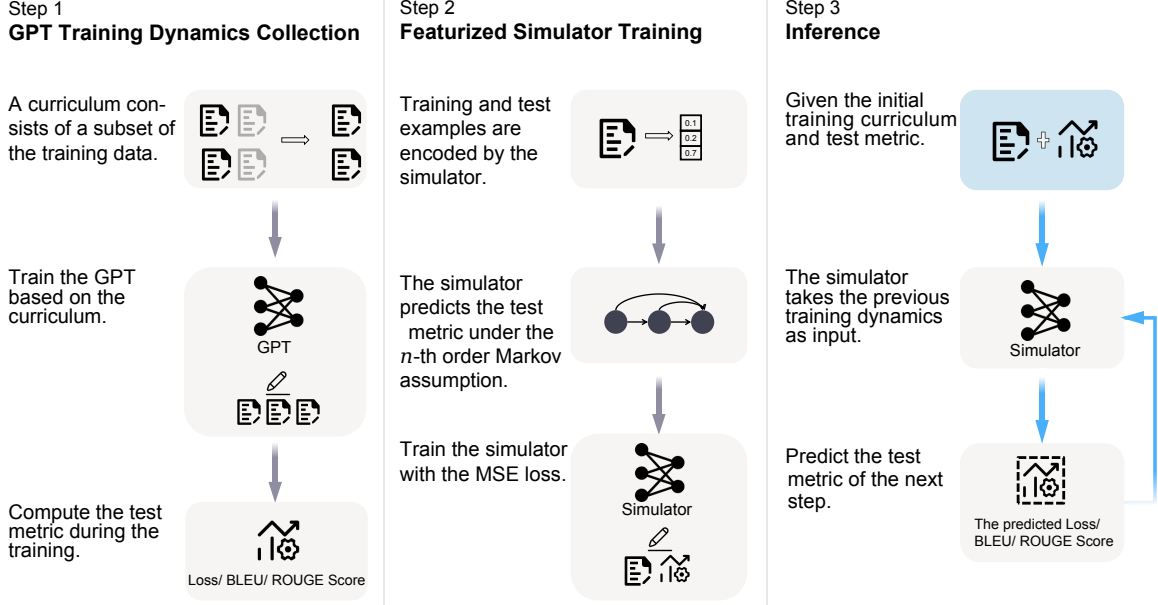 Step 1
GPT Training Dynamics Collection
A curriculum con-
sists of a subset of
the training data.
Train the GPT
based on the
curriculum.
GPT
Compute the test
metric during the
training.
Loss/ BLEU/ ROUGE Score
Step 2
Featurized Simulator Training
Training and test
examples are
encoded by the
simulator.
0.1
0.2
0.7
The simulator
predicts the test
metric under the
n-th order Markov
assumption.
Train the simulator
with the MSE loss.
Simulator
Step 3
Inference
Given the initial
training curriculum
and test metric.
The simulator
takes the previous
training dynamics
as input.
Simulator
Predict the test
metric of the next
step.
The predicted Loss/
BLEU/ ROUGE Score